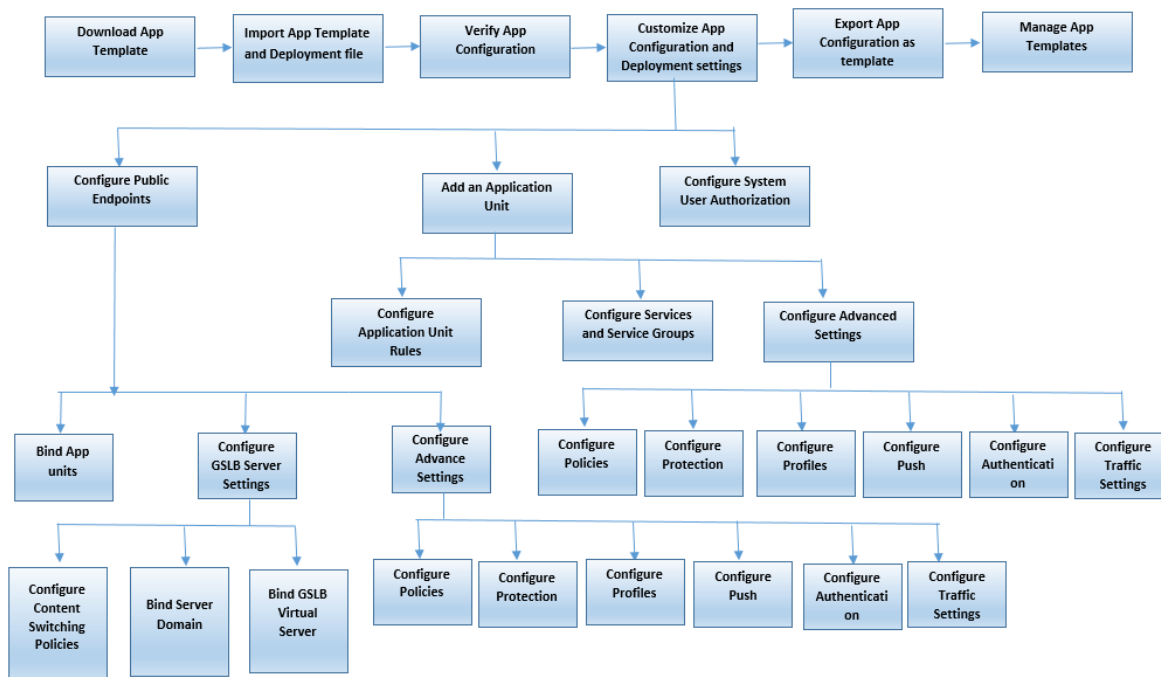 Download App
Template
Import App Template
and Deployment file
Verify App
Configuration
Customize App
Configuration and
Deployment settings
Export App
Configuration as
template
Manage App
Templates
Configure Public
Endpoints
Add an Application
Unit
Configure System
User Authorization
Configure
Application Unit
Rules
Configure Services
and Service Groups
Configure Advanced
Settings
Bind App
units
Configure
GSLB Server
Settings
Configure
Advance
Settings
Configure
Policies
Configure
Protection
Configure
Profiles
Configure
Push
Configure
Authenticati
on
Configure
Traffic
Settings
Configure
Content
Switching
Policies
Bind Server
Domain
Bind GSLB
Virtual
Server
Configure
Policies
Configure
Protection
Configure
Profiles
Configure
Push
Configure
Authenticati
on
Configure
Traffic
Settings